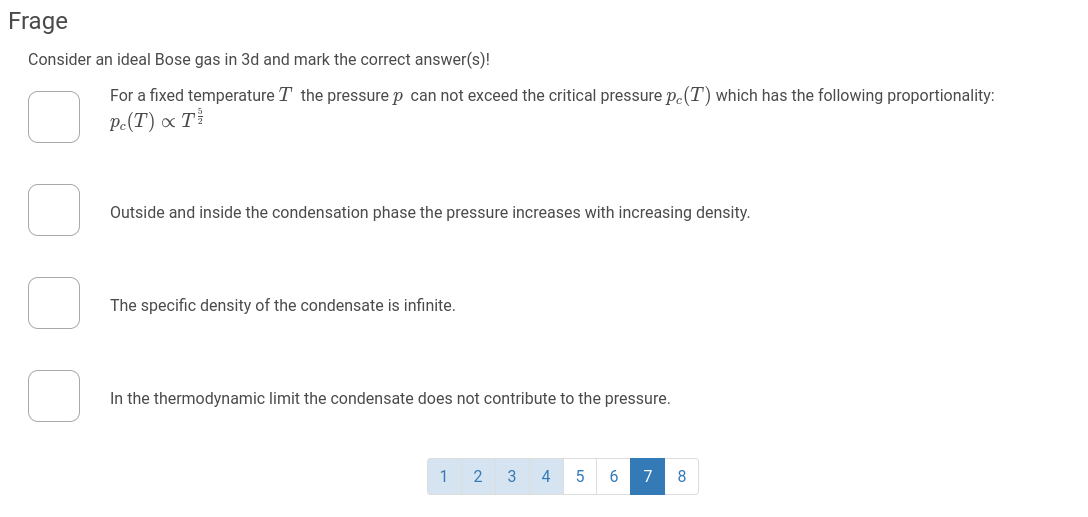 Frage
Consider an ideal Bose gas in 3d and mark the correct answer(s)!
For a fixed temperature T the pressure p can not exceed the critical pressure p_c(T) which has the following proportionality:
p_c(T) ∝ T^{5/2}
Outside and inside the condensation phase the pressure increases with increasing density.
The specific density of the condensate is infinite.
In the thermodynamic limit the condensate does not contribute to the pressure.
1 2 3 4 5 6 7 8